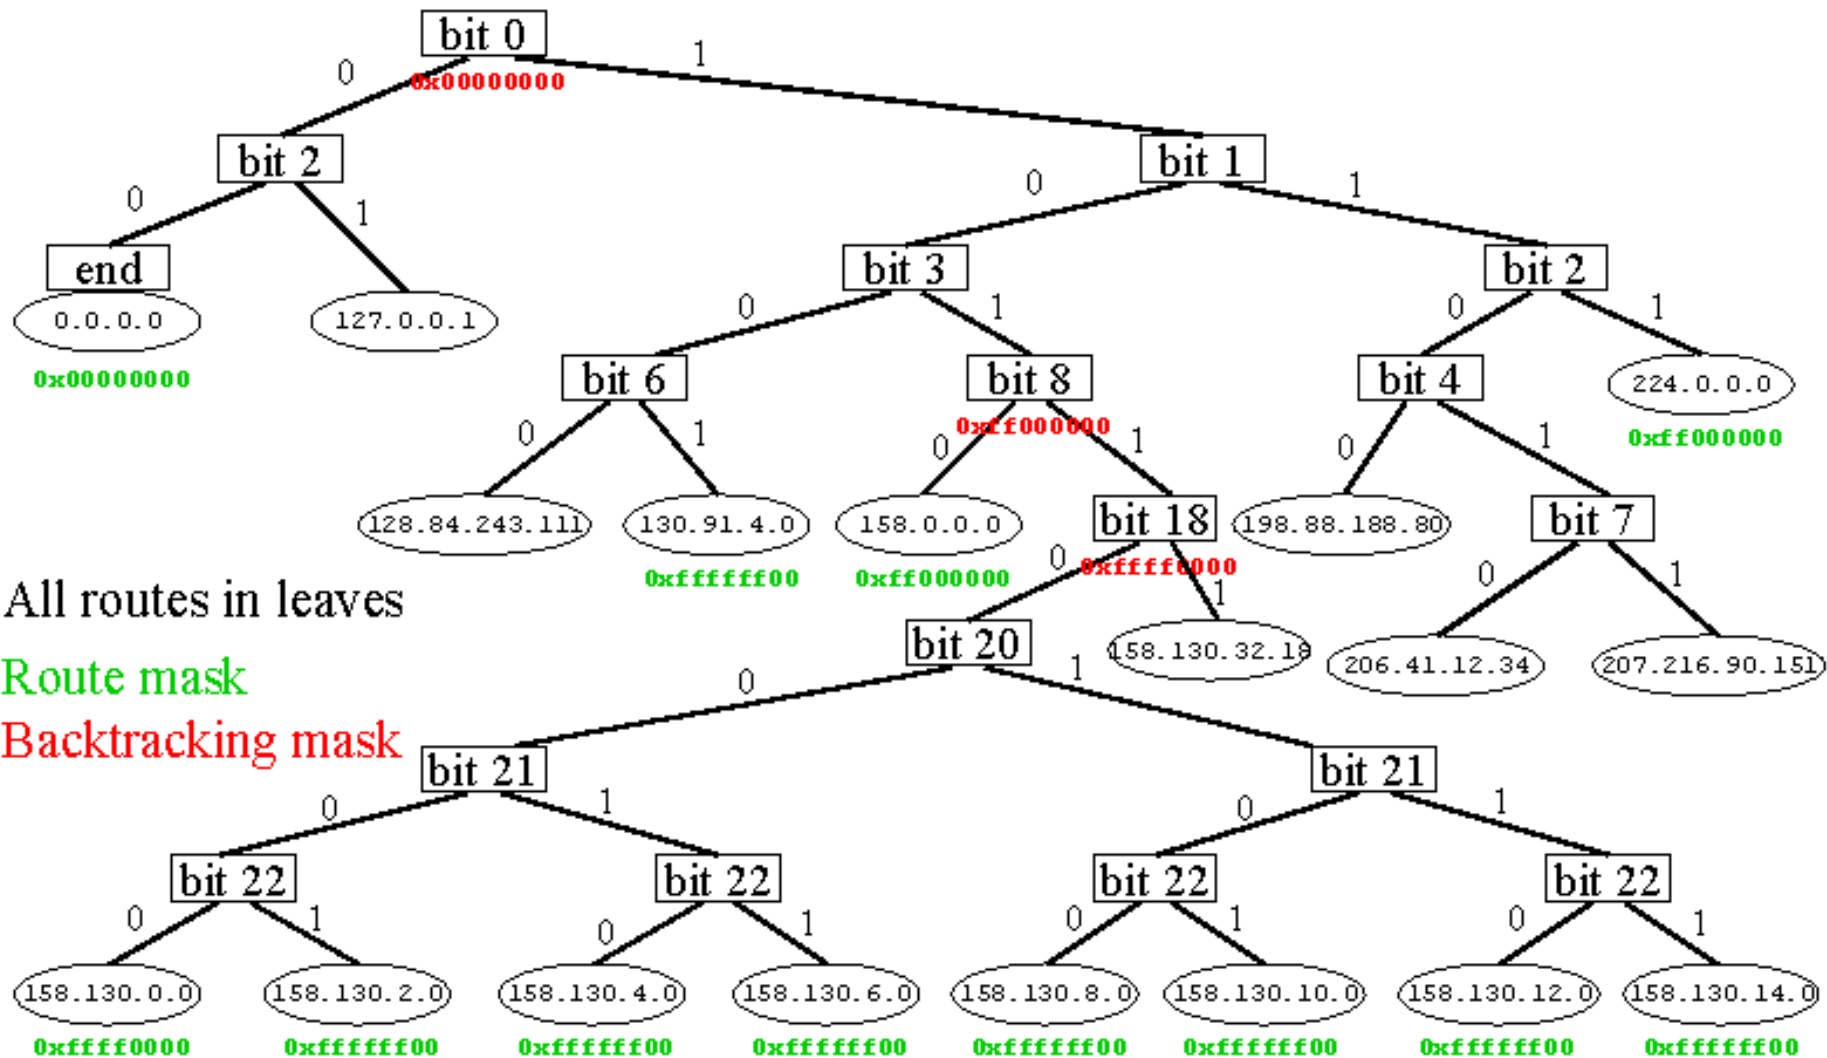 bit 0
0
1
0x00000000
bit 2
bit 1
0
1
0
1
end
bit 3
bit 2
0.0.0.0
127.0.0.1
0
1
0
1
0x00000000
bit 6
bit 8
bit 4
224.0.0.0
0xff000000
0xff000000
0
1
0
1
0
1
128.84.243.111
130.91.4.0
158.0.0.0
bit 18
198.88.188.80
bit 7
0xffffff00
0xff000000
0
0xffff0000
1
0
1
All routes in leaves
bit 20
158.130.32.18
206.41.12.34
207.216.90.151
Route mask
0
1
Backtracking mask
bit 21
bit 21
0
1
0
1
bit 22
bit 22
bit 22
bit 22
0
1
0
1
0
1
0
1
158.130.0.0
158.130.2.0
158.130.4.0
158.130.6.0
158.130.8.0
158.130.10.0
158.130.12.0
158.130.14.0
0xffff0000
0xffffff00
0xffffff00
0xffffff00
0xffffff00
0xffffff00
0xffffff00
0xffffff00